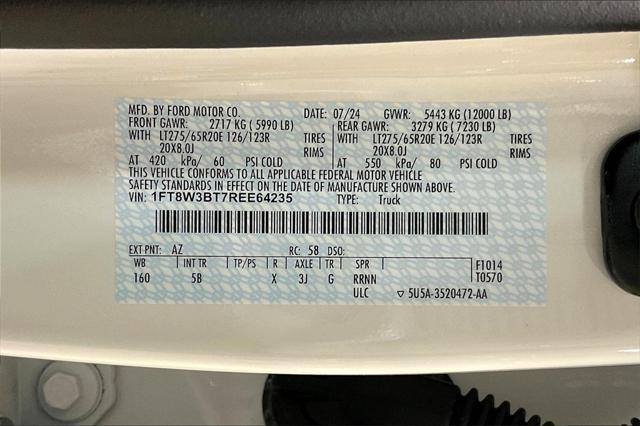 MFD. BY FORD MOTOR CO. DATE: 07/24 GVWR: 5443 KG (12000 LB)
FRONT GAWR: 2717 KG ( 5990 LB) REAR GAWR: 3279 KG ( 7230 LB)
WITH LT275/65R20E 126/123R TIRES WITH LT275/65R20E 126/123R TIRES
20X8.0J RIMS 20X8.0J RIMS
AT 420 kPa/ 60 PSI COLD AT 550 kPa/ 80 PSI COLD
THIS VEHICLE CONFORMS TO ALL APPLICABLE FEDERAL MOTOR VEHICLE
SAFETY STANDARDS IN EFFECT ON THE DATE OF MANUFACTURE SHOWN ABOVE.
VIN: 1FT8W3BT7REE64235 TYPE: Truck
EXT PNT: AZ RC: 58 DSO:
WB INT TR TP/PS R AXLE TR SPR F1014
160 5B X 3J G RRNN T0570
ULC ▽ 5U5A-3520472-AA